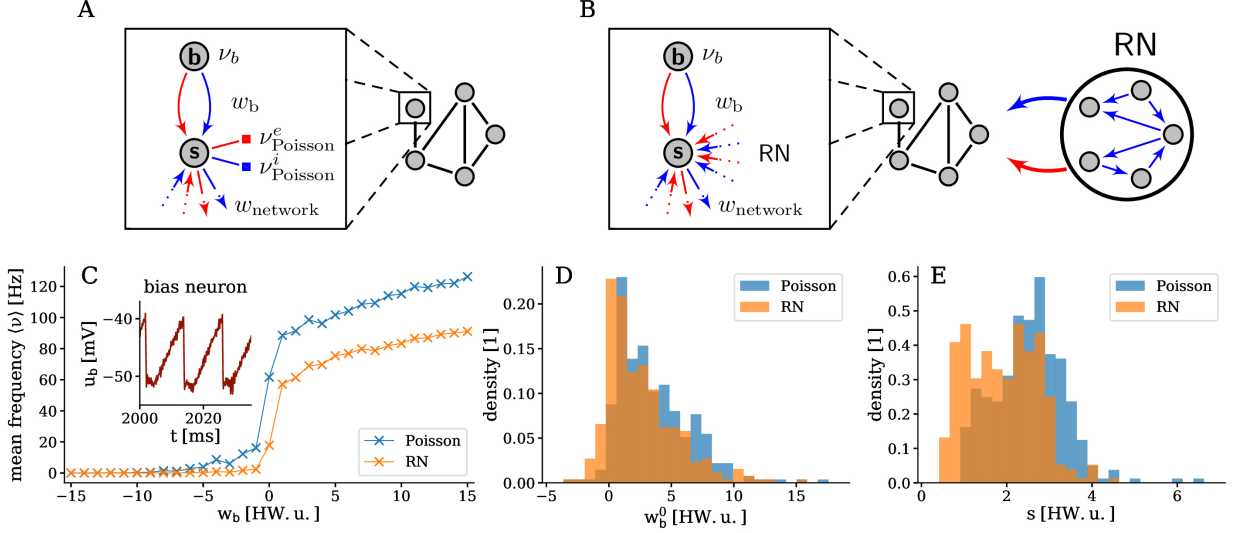 A
b
ν_b
w_b
s
ν^e_Poisson
ν^i_Poisson
w_network
B
b
ν_b
w_b
s
RN
w_network
RN
C
mean frequency ⟨ν⟩ [Hz]
120
100
80
60
40
20
0
bias neuron
u_b [mV]
−40
−50
2000
2020
t [ms]
Poisson
RN
−15
−10
−5
0
5
10
15
w_b [HW. u. ]
D
density [1]
0.20
0.15
0.10
0.05
0.00
Poisson
RN
−5
0
5
10
15
w_b^0 [HW. u. ]
E
density [1]
0.6
0.5
0.4
0.3
0.2
0.1
0.0
Poisson
RN
0
2
4
6
s [HW. u. ]